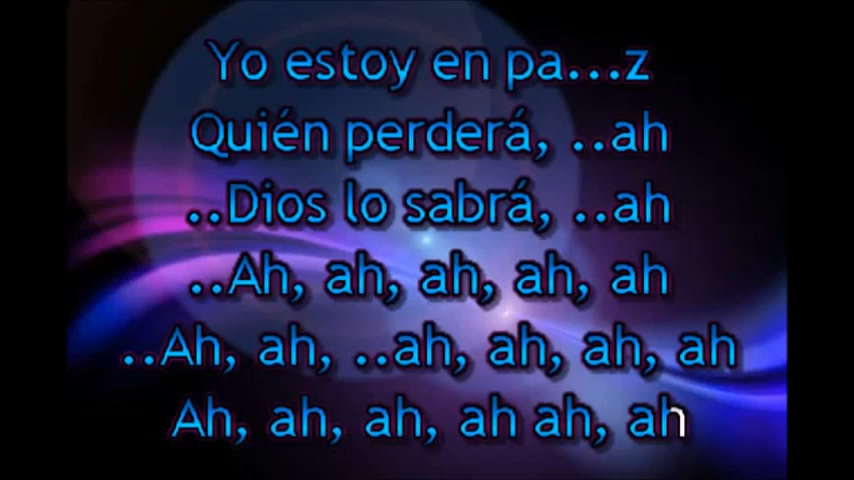 Yo estoy en pa...z
Quién perderá, ..ah
..Dios lo sabrá, ..ah
..Ah, ah, ah, ah, ah
..Ah, ah, ..ah, ah, ah, ah
Ah, ah, ah, ah ah, ah